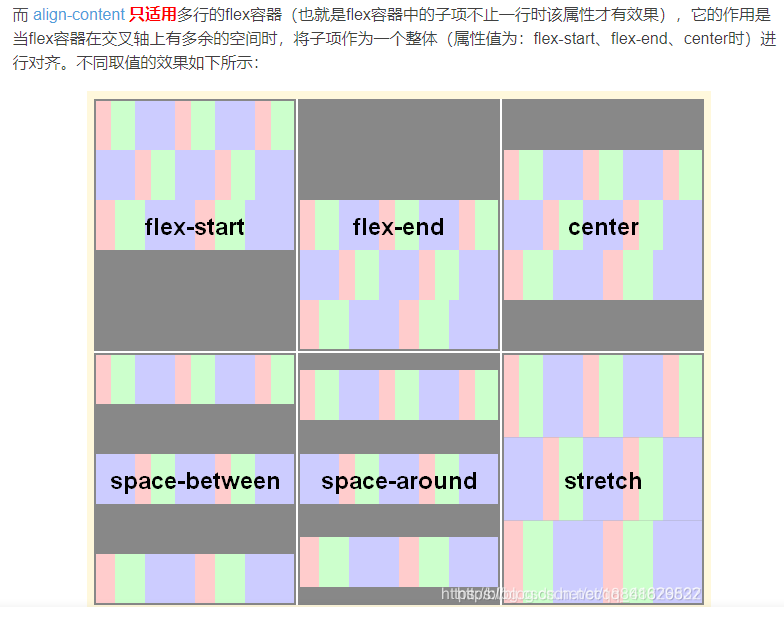 而 align-content 只适用多行的flex容器（也就是flex容器中的子项不止一行时该属性才有效果），它的作用是
当flex容器在交叉轴上有多余的空间时，将子项作为一个整体（属性值为：flex-start、flex-end、center时）进
行对齐。不同取值的效果如下所示：
flex-start
flex-end
center
space-between
space-around
stretch